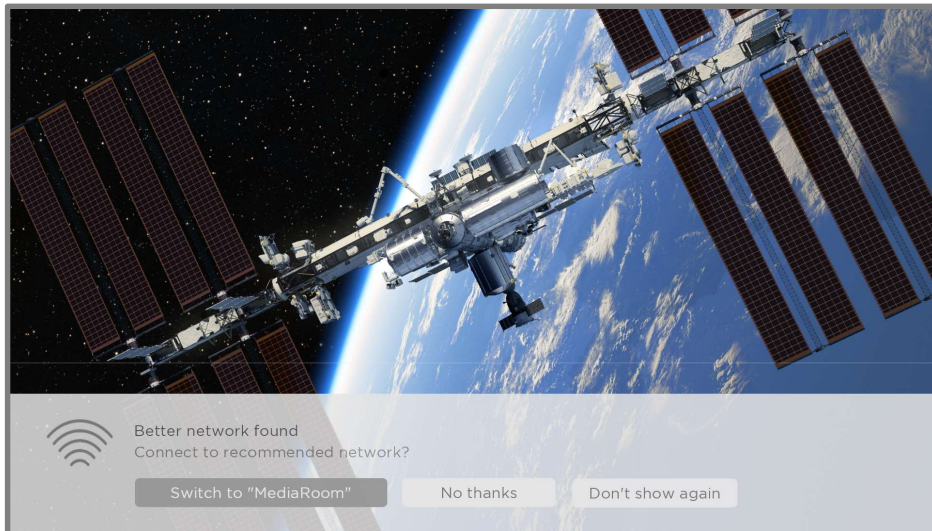 Better network found
Connect to recommended network?
Switch to "MediaRoom"
No thanks
Don't show again